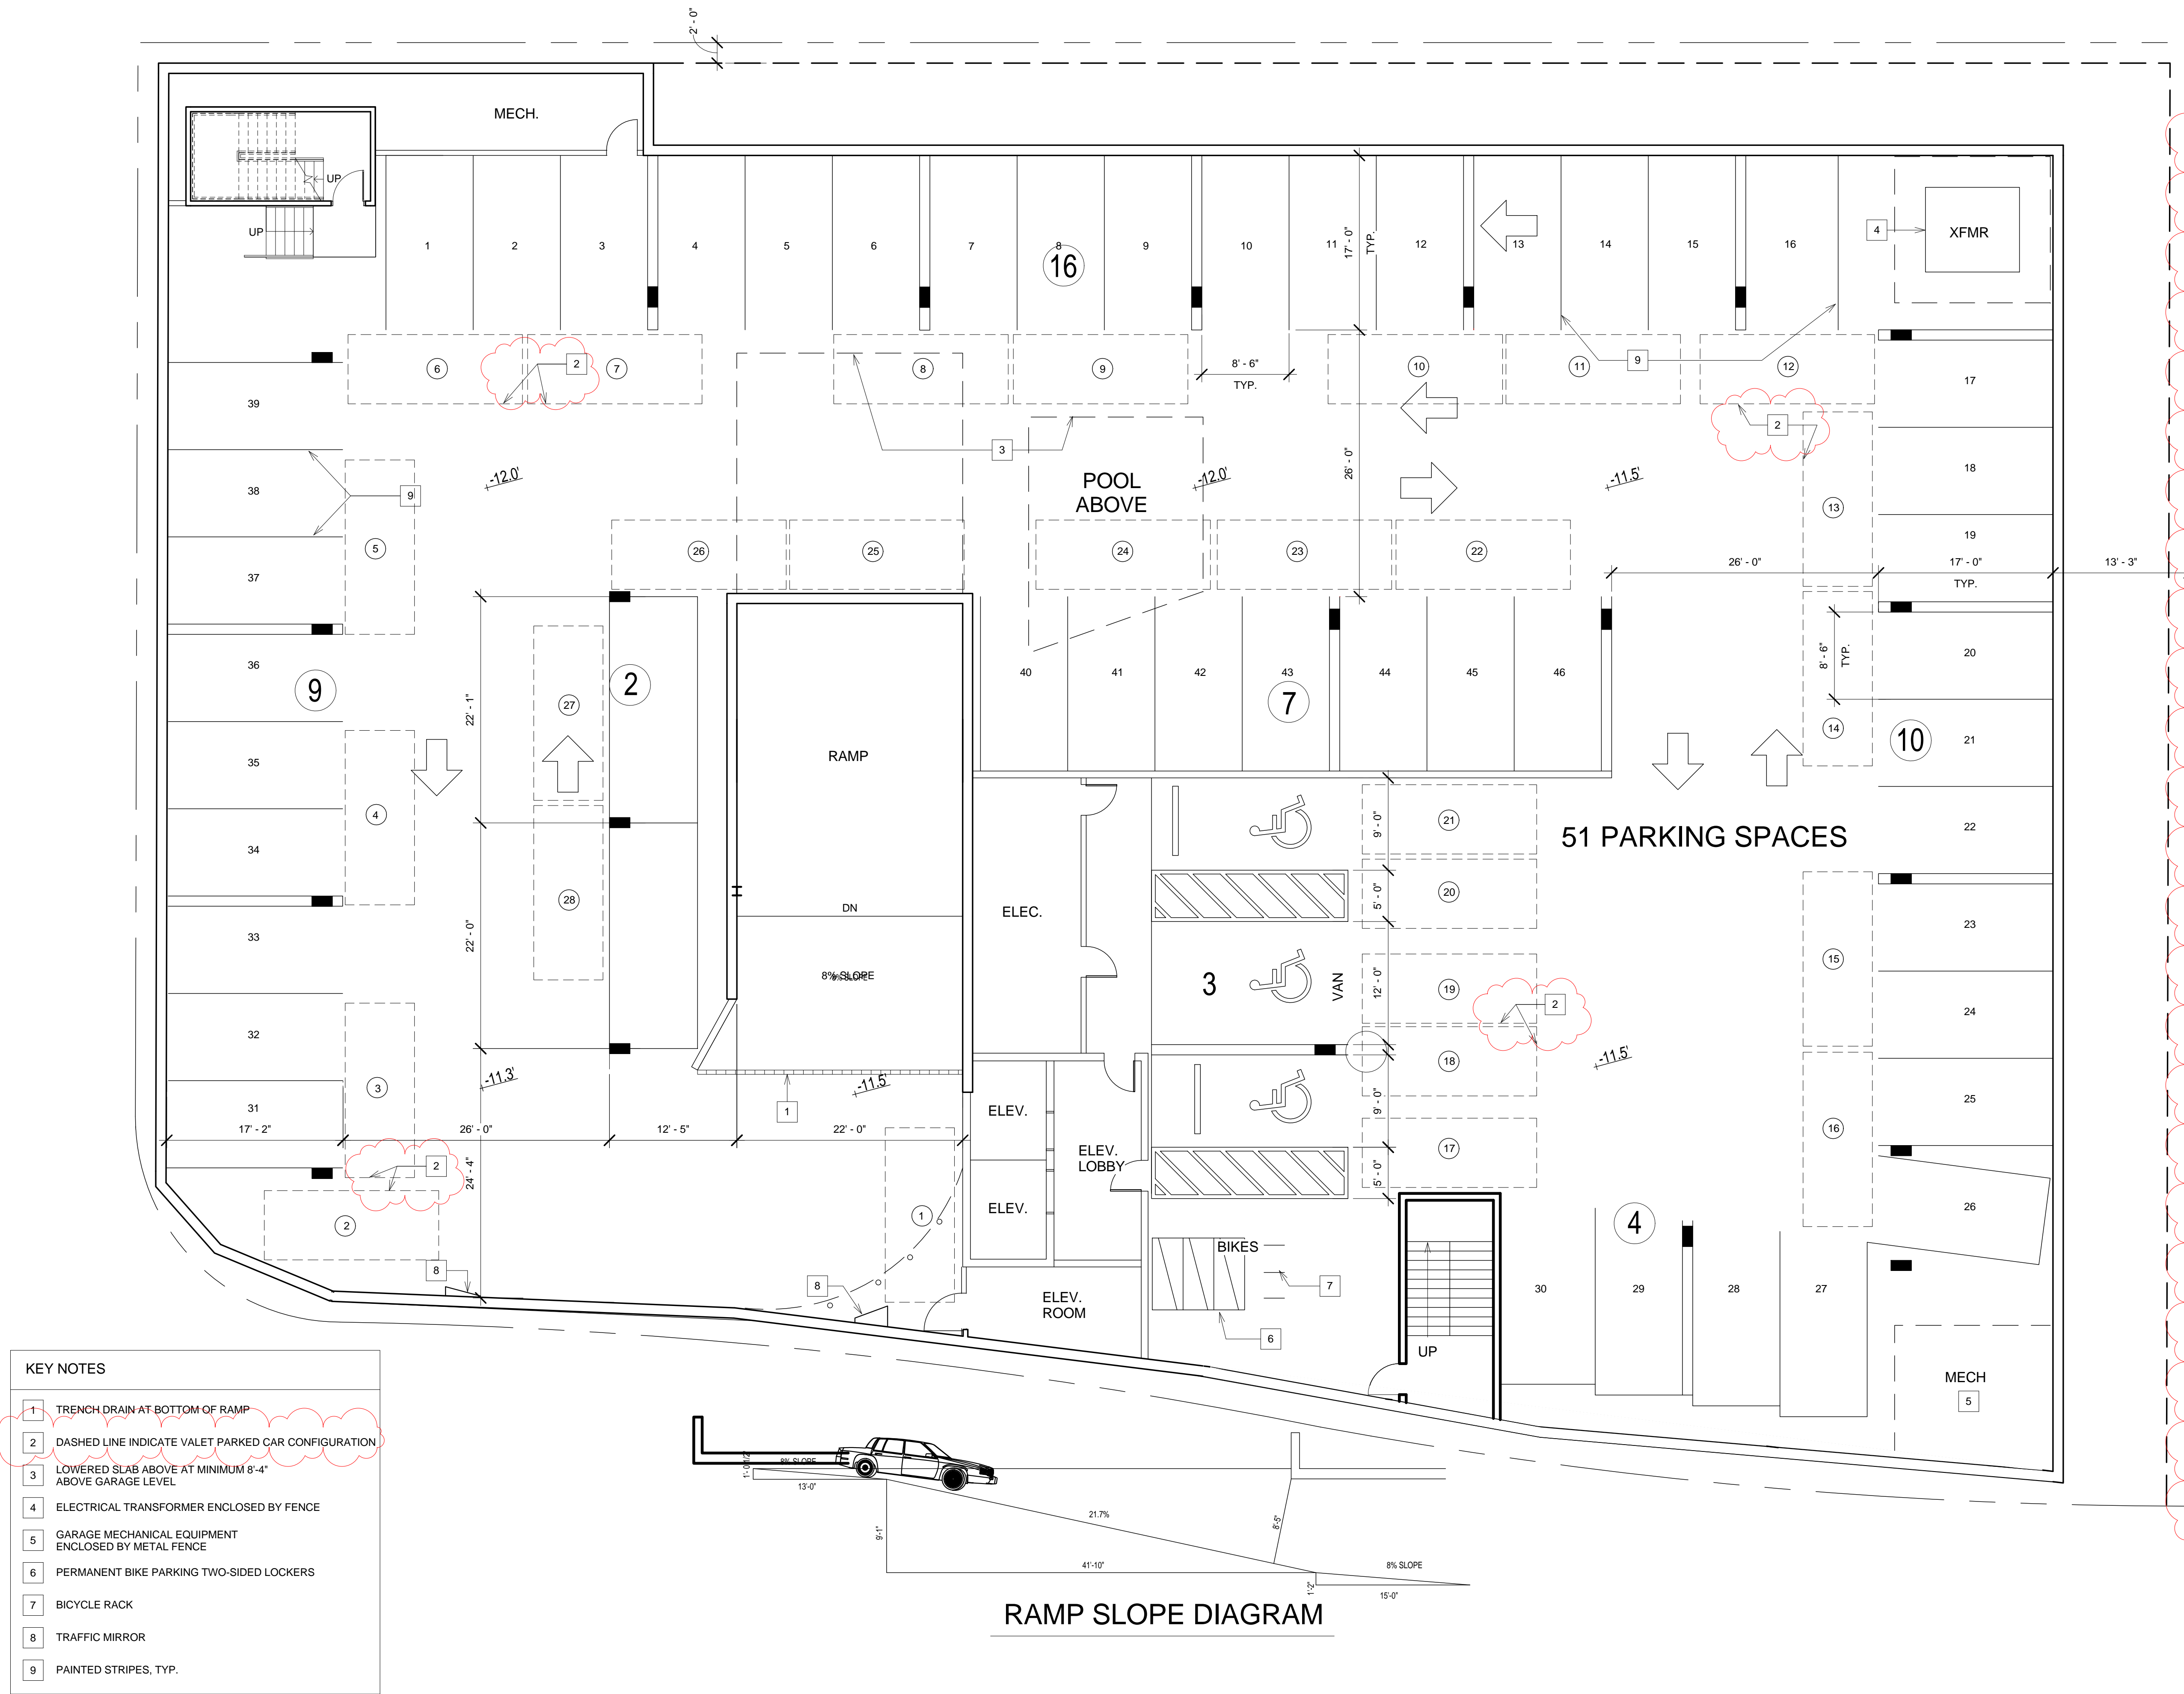 2' - 0"
MECH.
UP
UP
1
2
3
4
5
6
7
8
9
10
11
12
13
14
15
16
16
17' - 0"
TYP.
4
XFMR
6
2
7
8
9
8' - 6"
TYP.
10
11
9
12
39
17
3
2
38
9
-12.0'
POOL
ABOVE
-12.0'
26' - 0"
-11.5'
18
13
5
26
25
24
23
22
19
37
26' - 0"
17' - 0"
TYP.
13' - 3"
36
9
22' - 1"
27
2
40
41
42
43
44
45
46
7
8' - 6"
TYP.
20
14
10
21
35
RAMP
4
34
9' - 0"
21
51 PARKING SPACES
22
28
DN
ELEC.
5' - 0"
20
33
22' - 0"
8% SLOPE
8% SLOPE
3
VAN
12' - 0"
19
2
15
23
24
32
-11.3'
-11.5'
18
-11.5'
3
1
ELEV.
9' - 0"
25
31
17' - 2"
26' - 0"
12' - 5"
22' - 0"
ELEV.
LOBBY
17
16
2
24' - 4"
5' - 0"
2
1
ELEV.
4
26
BIKES
8
8
ELEV.
ROOM
7
6
30
29
28
27
UP
MECH
5
KEY NOTES
1 TRENCH DRAIN AT BOTTOM OF RAMP
2 DASHED LINE INDICATE VALET PARKED CAR CONFIGURATION
3 LOWERED SLAB ABOVE AT MINIMUM 8'-4"
ABOVE GARAGE LEVEL
4 ELECTRICAL TRANSFORMER ENCLOSED BY FENCE
5 GARAGE MECHANICAL EQUIPMENT
ENCLOSED BY METAL FENCE
6 PERMANENT BIKE PARKING TWO-SIDED LOCKERS
7 BICYCLE RACK
8 TRAFFIC MIRROR
9 PAINTED STRIPES, TYP.
1'- 0 1/2"
8% SLOPE
13'-0"
9'-1"
21.7%
8'-5"
41'-10"
8% SLOPE
1'-2"
15'-0"
RAMP SLOPE DIAGRAM